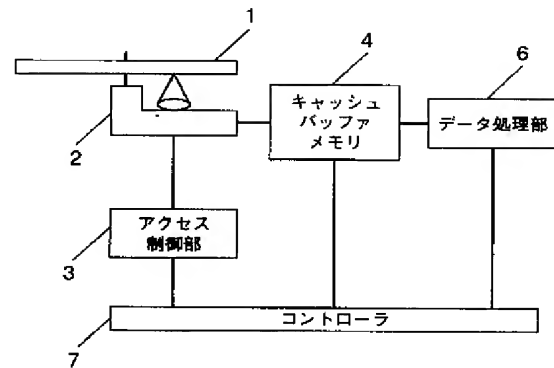 1
4
6
キャッシュ
バッファ
メモリ
データ処理部
2
アクセス
制御部
3
コントローラ
7